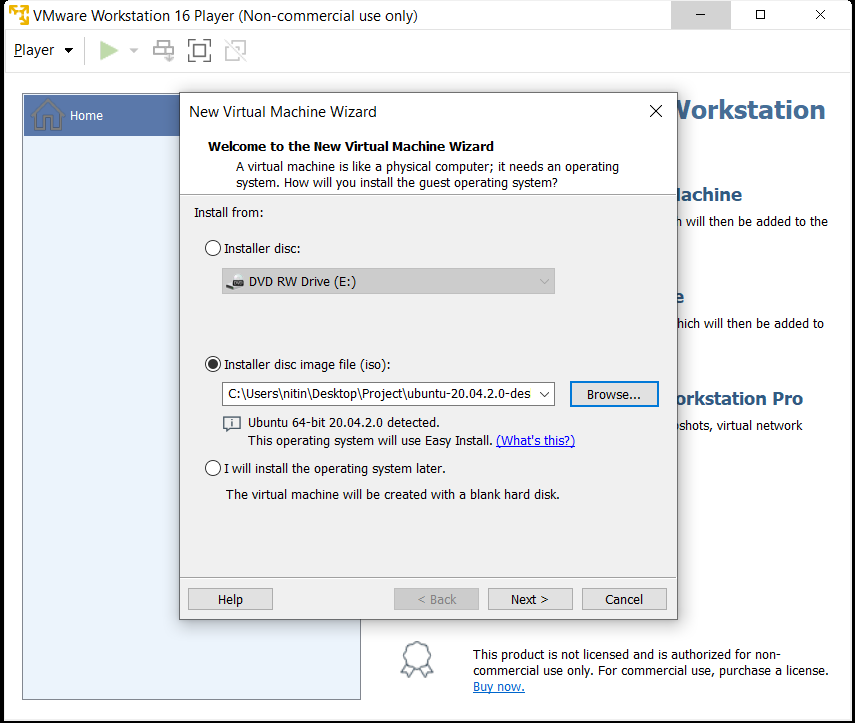 VMware Workstation 16 Player (Non-commercial use only)
Player
Home
New Virtual Machine Wizard
Welcome to the New Virtual Machine Wizard
A virtual machine is like a physical computer; it needs an operating
system. How will you install the guest operating system?
Install from:
Installer disc:
DVD RW Drive (E:)
Installer disc image file (iso):
C:\Users\nitin\Desktop\Project\ubuntu-20.04.2.0-des
Browse...
Ubuntu 64-bit 20.04.2.0 detected.
This operating system will use Easy Install. (What's this?)
I will install the operating system later.
The virtual machine will be created with a blank hard disk.
Help
< Back
Next >
Cancel
Workstation
achine
will then be added to the
e
hich will then be added to
orkstation Pro
shots, virtual network
This product is not licensed and is authorized for non-
commercial use only. For commercial use, purchase a license.
Buy now.